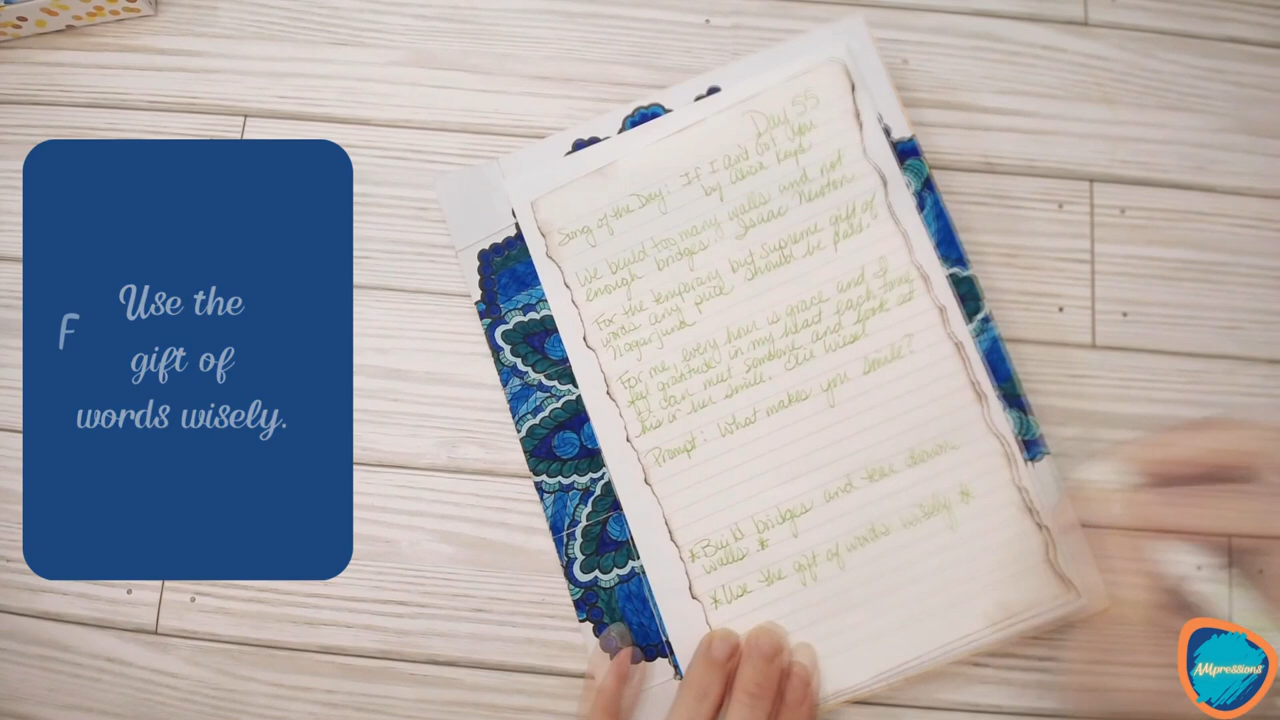 Use the
F
gift of
words wisely.
Day 55
Song of the Day: If I ain't Got You
by Alicia Keys
We build too many walls and not
enough bridges. Isaac Newton
For the temporary but supreme gift of
words any price should be paid.
Nagarjuna
For me, every hour is grace and I
feel gratitude in my heart each time
I can meet someone and look at
his or her smile. Elie Wiesel
Prompt: What makes you smile?
*Build bridges and tear down
walls *
*Use the gift of words wisely *
AMpressions